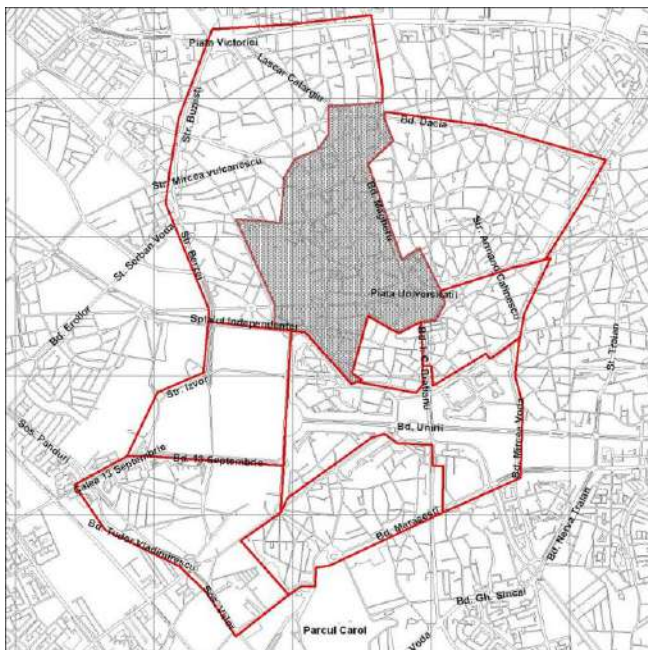 Piata Victoriei
Lascar Catargiu
Bd. Dacia
Str. Buzesti
Str. Mircea vulcanescu
Bd. Magheru
Str. Armand Calinescu
St. Serban Voda
Str. Berzei
Piata Universitatii
Splaiul Independentei
Bd. Eroilor
St. Traian
Bd. I. C. Bratianu
Str. Izvor
Bd. Unirii
Bd. Mircea Voda
Sos. Panduri
Bd. 13 Septembrie
Calea 13 Septembrie
Bd. Marasesti
Bd. Nerva Traian
Bd. Tudor Vladimirescu
Bd. Gh. Sincai
Parcul Carol
Voda